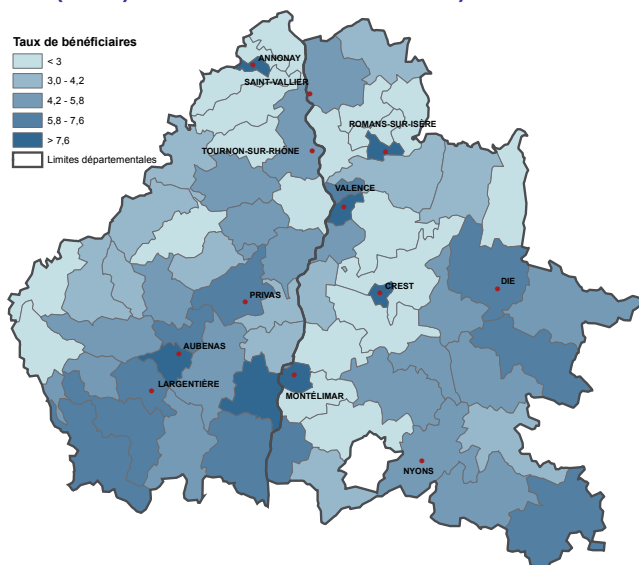 Taux de bénéficiaires
< 3
3,0 - 4,2
4,2 - 5,8
5,8 - 7,6
> 7,6
Limites départementales
ANNONAY
SAINT-VALLIER
ROMANS-SUR-ISÈRE
TOURNON-SUR-RHÔNE
VALENCE
CREST
DIE
PRIVAS
AUBENAS
LARGENTIÈRE
MONTÉLIMAR
NYONS